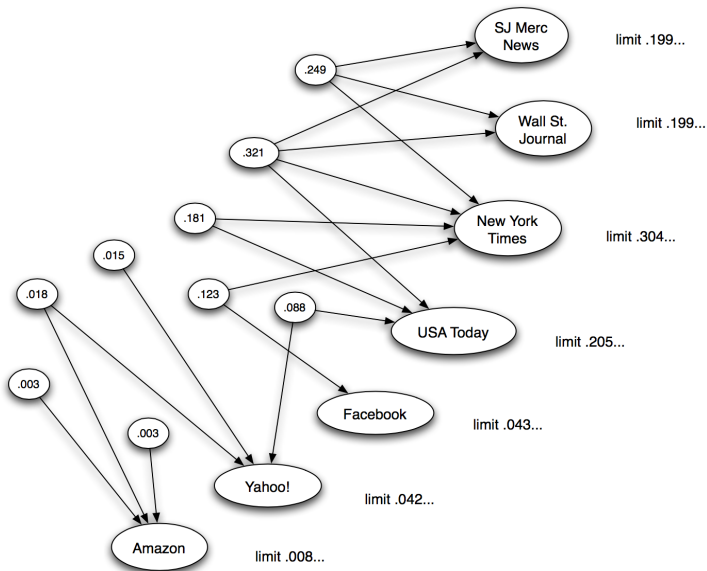 SJ Merc
News
limit .199...
.249
Wall St.
Journal
limit .199...
.321
New York
Times
limit .304...
.181
.015
.018
.123
.088
USA Today
limit .205...
.003
Facebook
limit .043...
.003
Yahoo!
limit .042...
Amazon
limit .008...